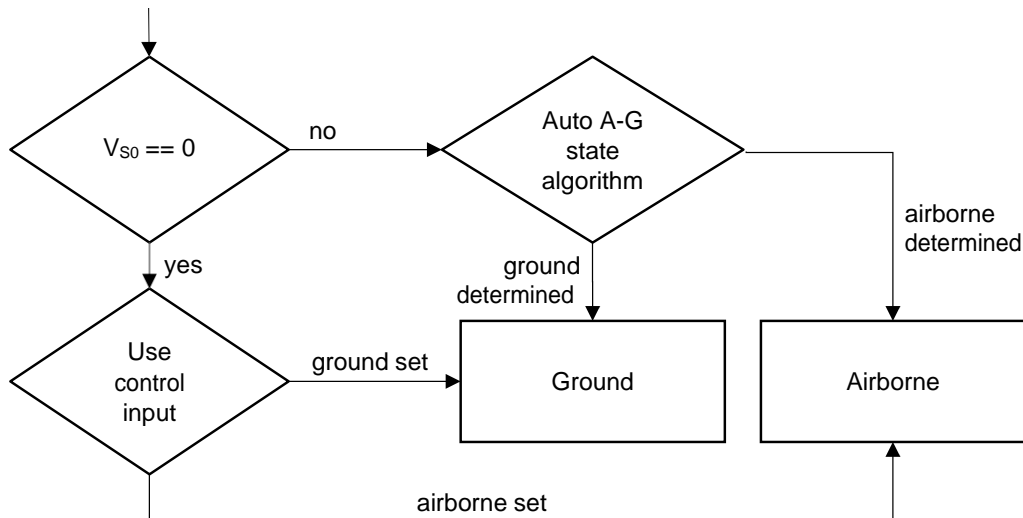 V_S0 == 0
no
Auto A-G
state
algorithm
airborne
determined
yes
ground
determined
Use
control
input
ground set
Ground
Airborne
airborne set